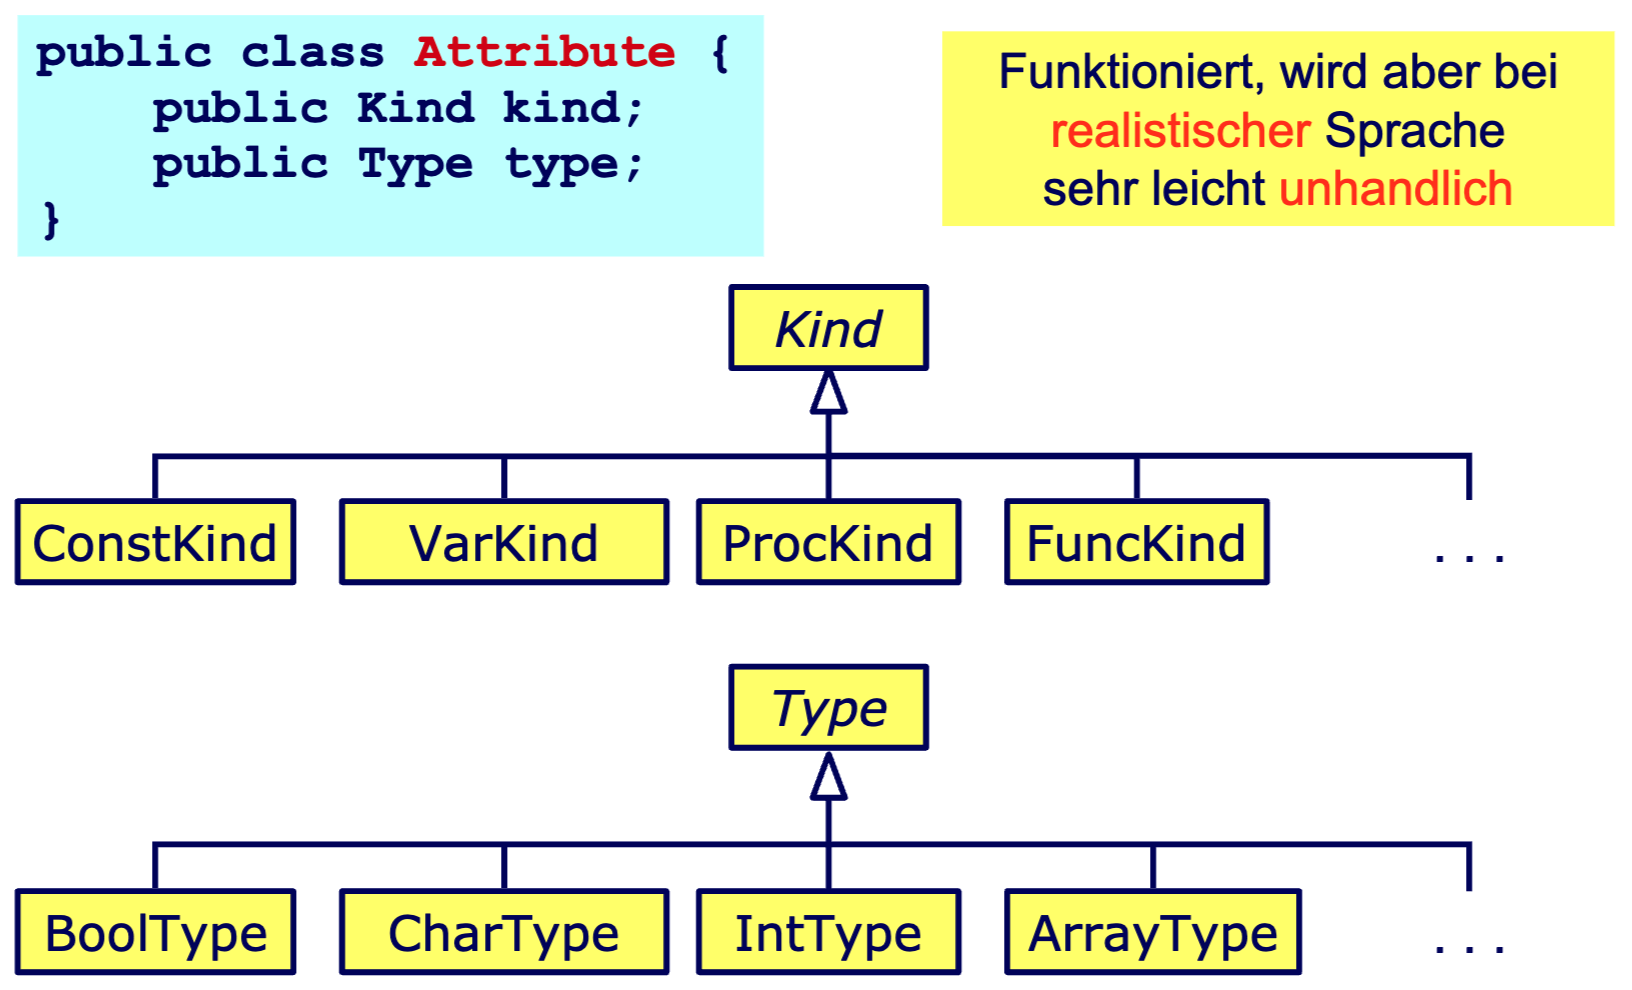 public class Attribute {
    public Kind kind;
    public Type type;
}
Funktioniert, wird aber bei
realistischer Sprache
sehr leicht unhandlich
Kind
ConstKind VarKind ProcKind FuncKind ...
Type
BoolType CharType IntType ArrayType ...